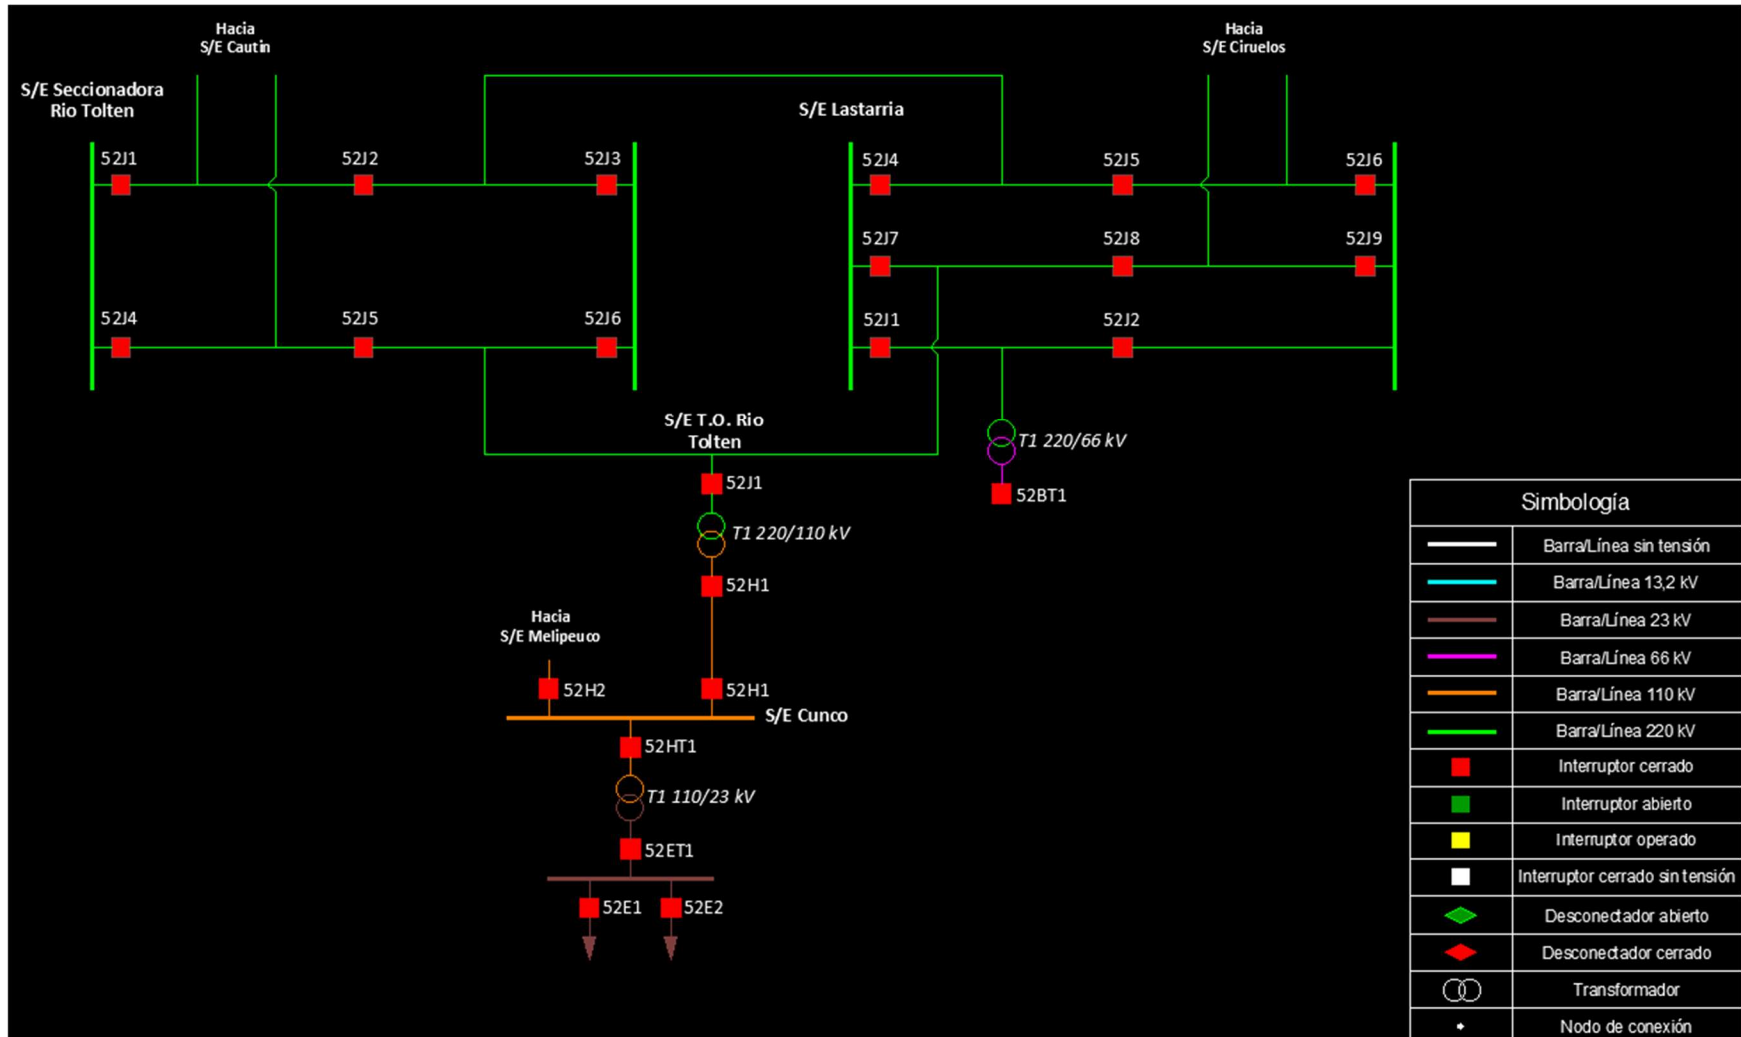 Hacia
S/E Cautin
Hacia
S/E Ciruelos
S/E Seccionadora
Rio Tolten
S/E Lastarria
52J1
52J2
52J3
52J4
52J5
52J6
52J7
52J8
52J9
52J4
52J5
52J6
52J1
52J2
S/E T.O. Rio
Tolten
T1 220/66 kV
52J1
52BT1
T1 220/110 kV
52H1
Hacia
S/E Melipeuco
52H2
52H1
S/E Cunco
52HT1
T1 110/23 kV
52ET1
52E1
52E2
Simbología
Barra/Línea sin tensión
Barra/Línea 13,2 kV
Barra/Línea 23 kV
Barra/Línea 66 kV
Barra/Línea 110 kV
Barra/Línea 220 kV
Interruptor cerrado
Interruptor abierto
Interruptor operado
Interruptor cerrado sin tensión
Desconectador abierto
Desconectador cerrado
Transformador
Nodo de conexión